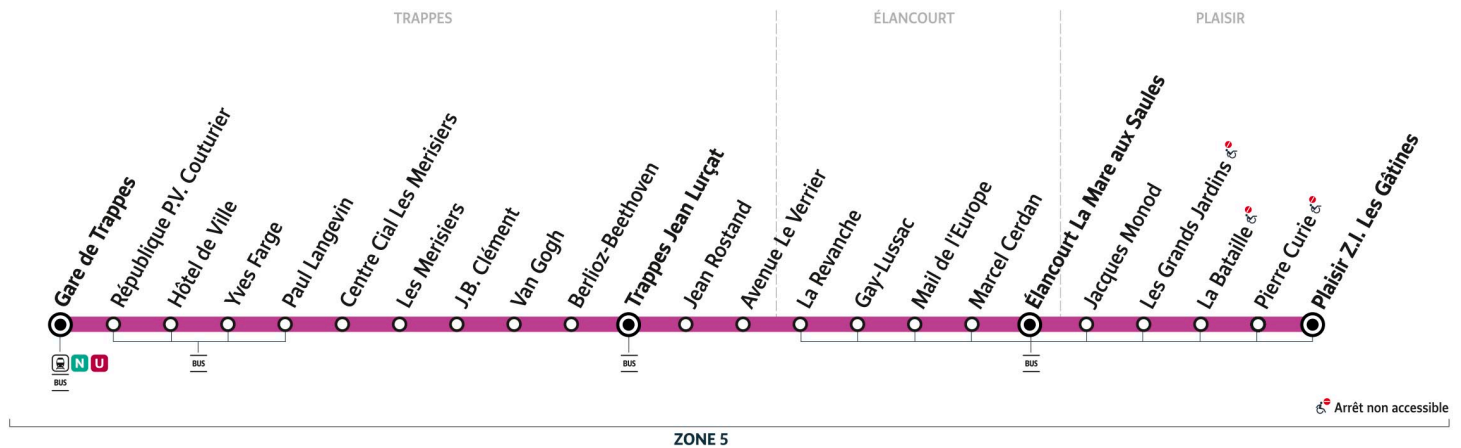 TRAPPES
ÉLANCOURT
PLAISIR
Gare de Trappes
République P.V. Couturier
Hôtel de Ville
Yves Farge
Paul Langevin
Centre Cial Les Merisiers
Les Merisiers
J.B. Clément
Van Gogh
Berlioz-Beethoven
Trappes Jean Lurçat
Jean Rostand
Avenue Le Verrier
La Revanche
Gay-Lussac
Mail de l'Europe
Marcel Cerdan
Élancourt La Mare aux Saules
Jacques Monod
Les Grands Jardins
La Bataille
Pierre Curie
Plaisir Z.I. Les Gâtines
N U
BUS
BUS
BUS
BUS
Arrêt non accessible
ZONE 5